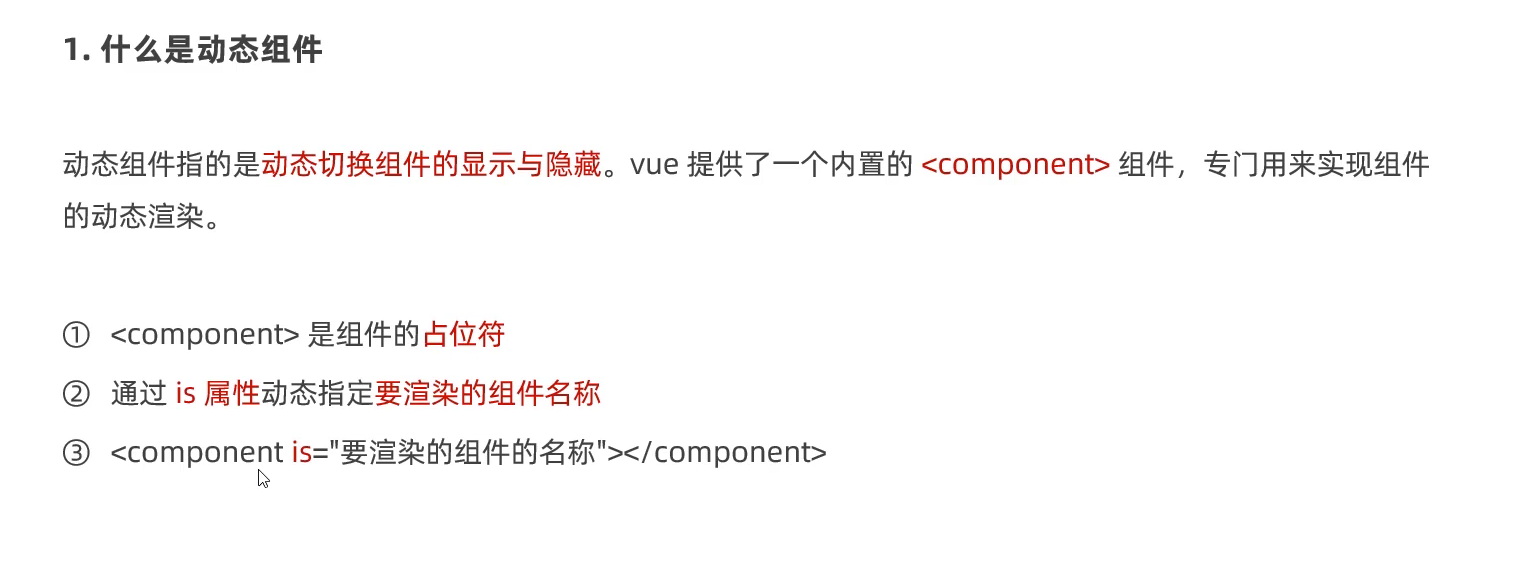 1. 什么是动态组件
动态组件指的是动态切换组件的显示与隐藏。vue 提供了一个内置的 <component> 组件，专门用来实现组件
的动态渲染。
① <component> 是组件的占位符
② 通过 is 属性动态指定要渲染的组件名称
③ <component is="要渲染的组件的名称"></component>